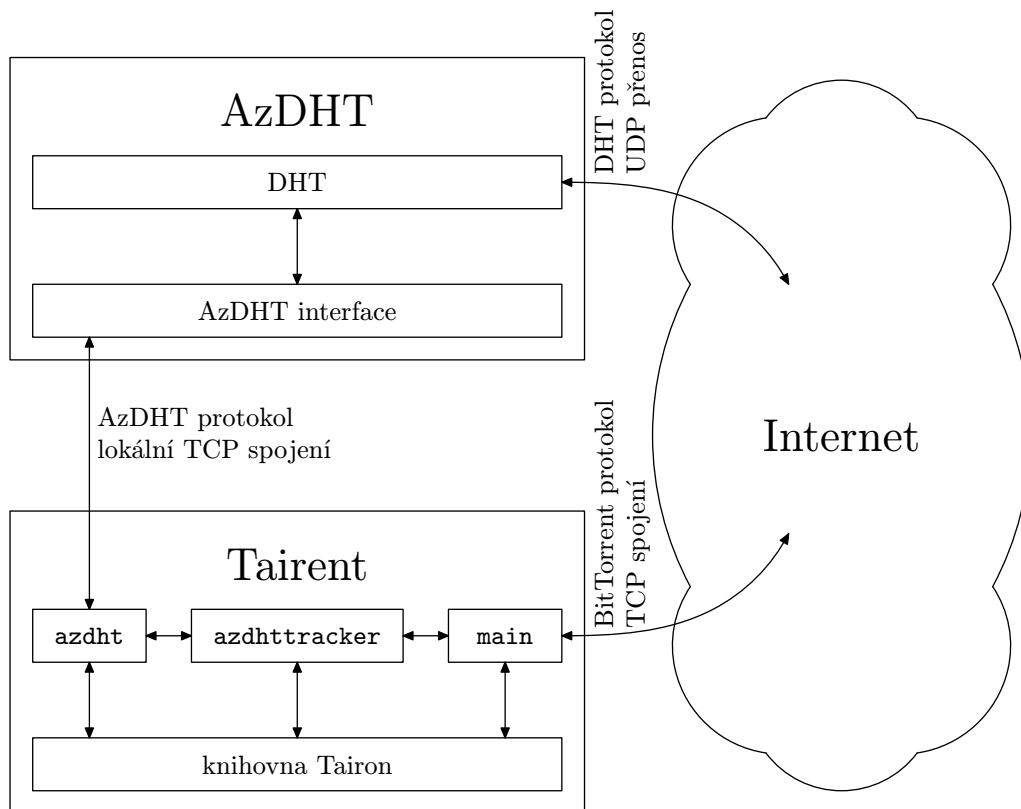 AzDHT
DHT
AzDHT interface
DHT protokol
UDP přenos
AzDHT protokol
lokální TCP spojení
Internet
BitTorrent protokol
TCP spojení
Tairent
azdht
azdhttracker
main
knihovna Tairon